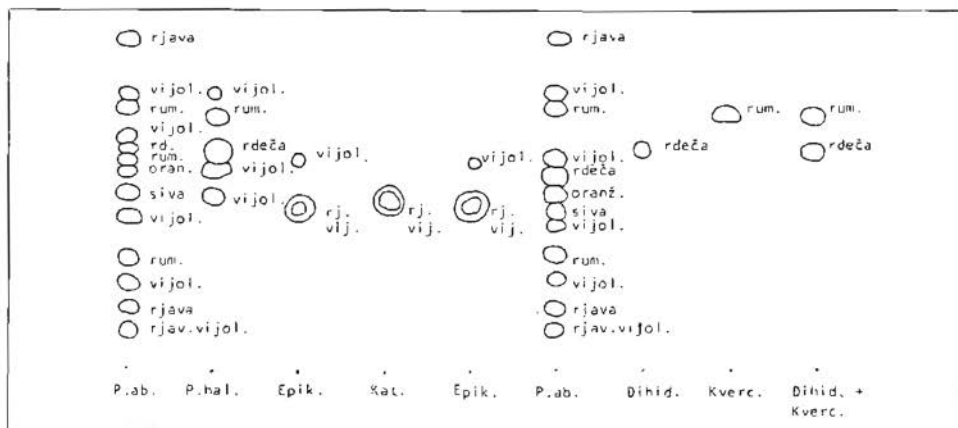 rjava rjava
vijol. vijol. vijol.
rum. rum. rum. rum. rum.
vijol.
rd. rdeča vijol. vijol. vijol. rdeča rdeča
rum. rdeča
oran. vijol. oranž.
siva vijol. rj. rj. rj. siva
vijol. vij. vij. vij. vijol.
rum. rum.
vijol. vijol.
rjava rjava
rjav.vijol. rjav.vijol.
P.ab. P.hal. Epik. Kat. Epik. P.ab. Dihid. Kverc. Dihid. +
Kverc.